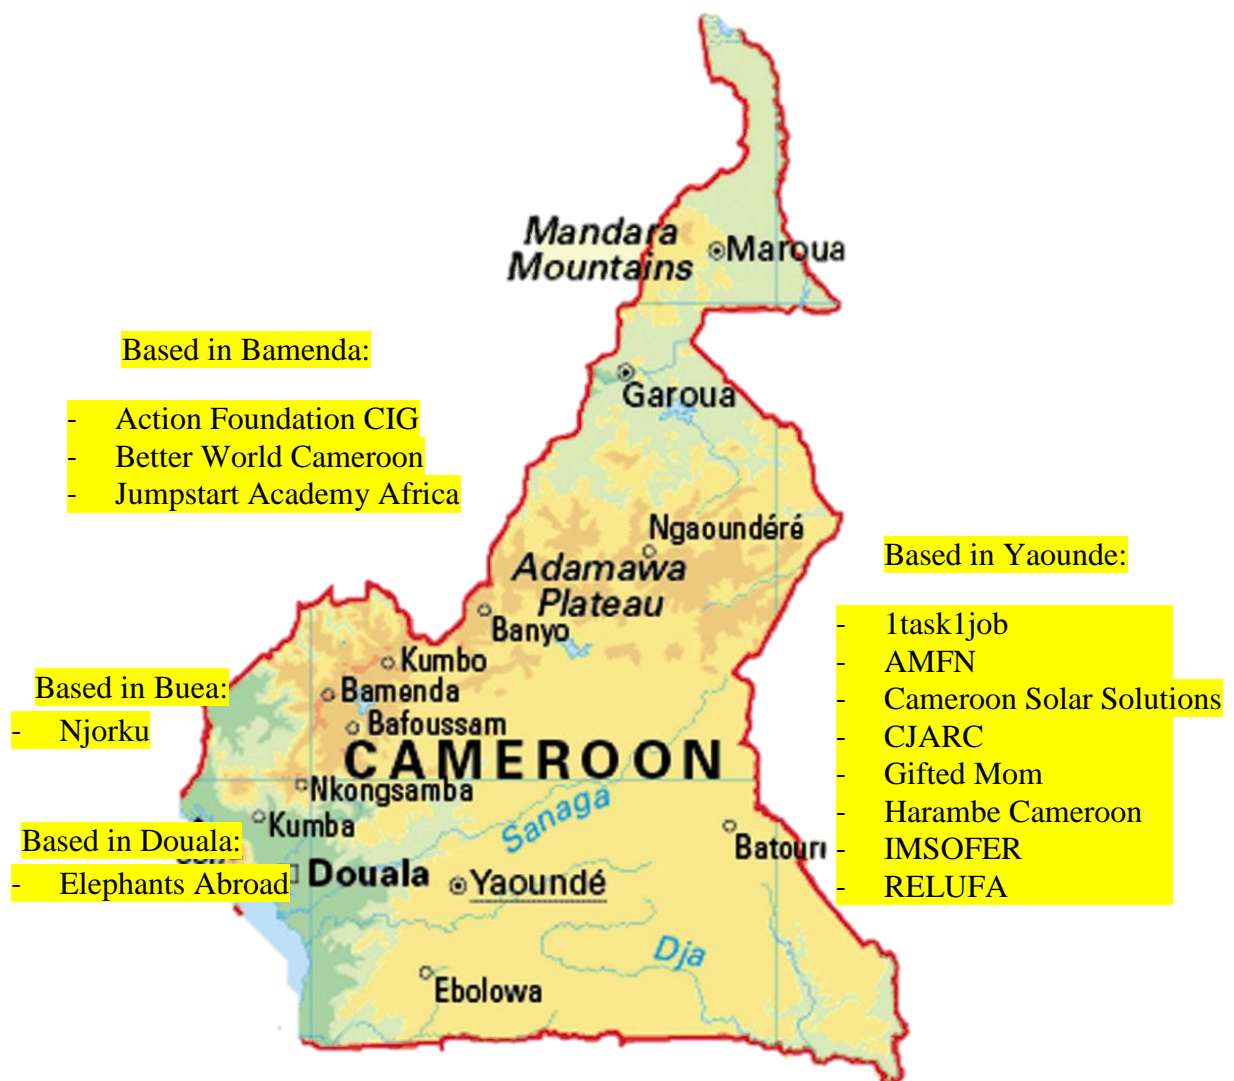 Mandara
Mountains
Maroua
Based in Bamenda:
- Action Foundation CIG
- Better World Cameroon
- Jumpstart Academy Africa
Garoua
Ngaoundéré
Adamawa
Plateau
Banyo
Based in Yaounde:
- 1task1job
- AMFN
- Cameroon Solar Solutions
- CJARC
- Gifted Mom
- Harambe Cameroon
- IMSOFER
- RELUFA
Kumbo
Bamenda
Bafoussam
Based in Buea:
- Njorku
CAMEROON
Nkongsamba
Kumba
Sanaga
Batouri
Based in Douala:
- Elephants Abroad
Douala
Yaoundé
Dja
Ebolowa